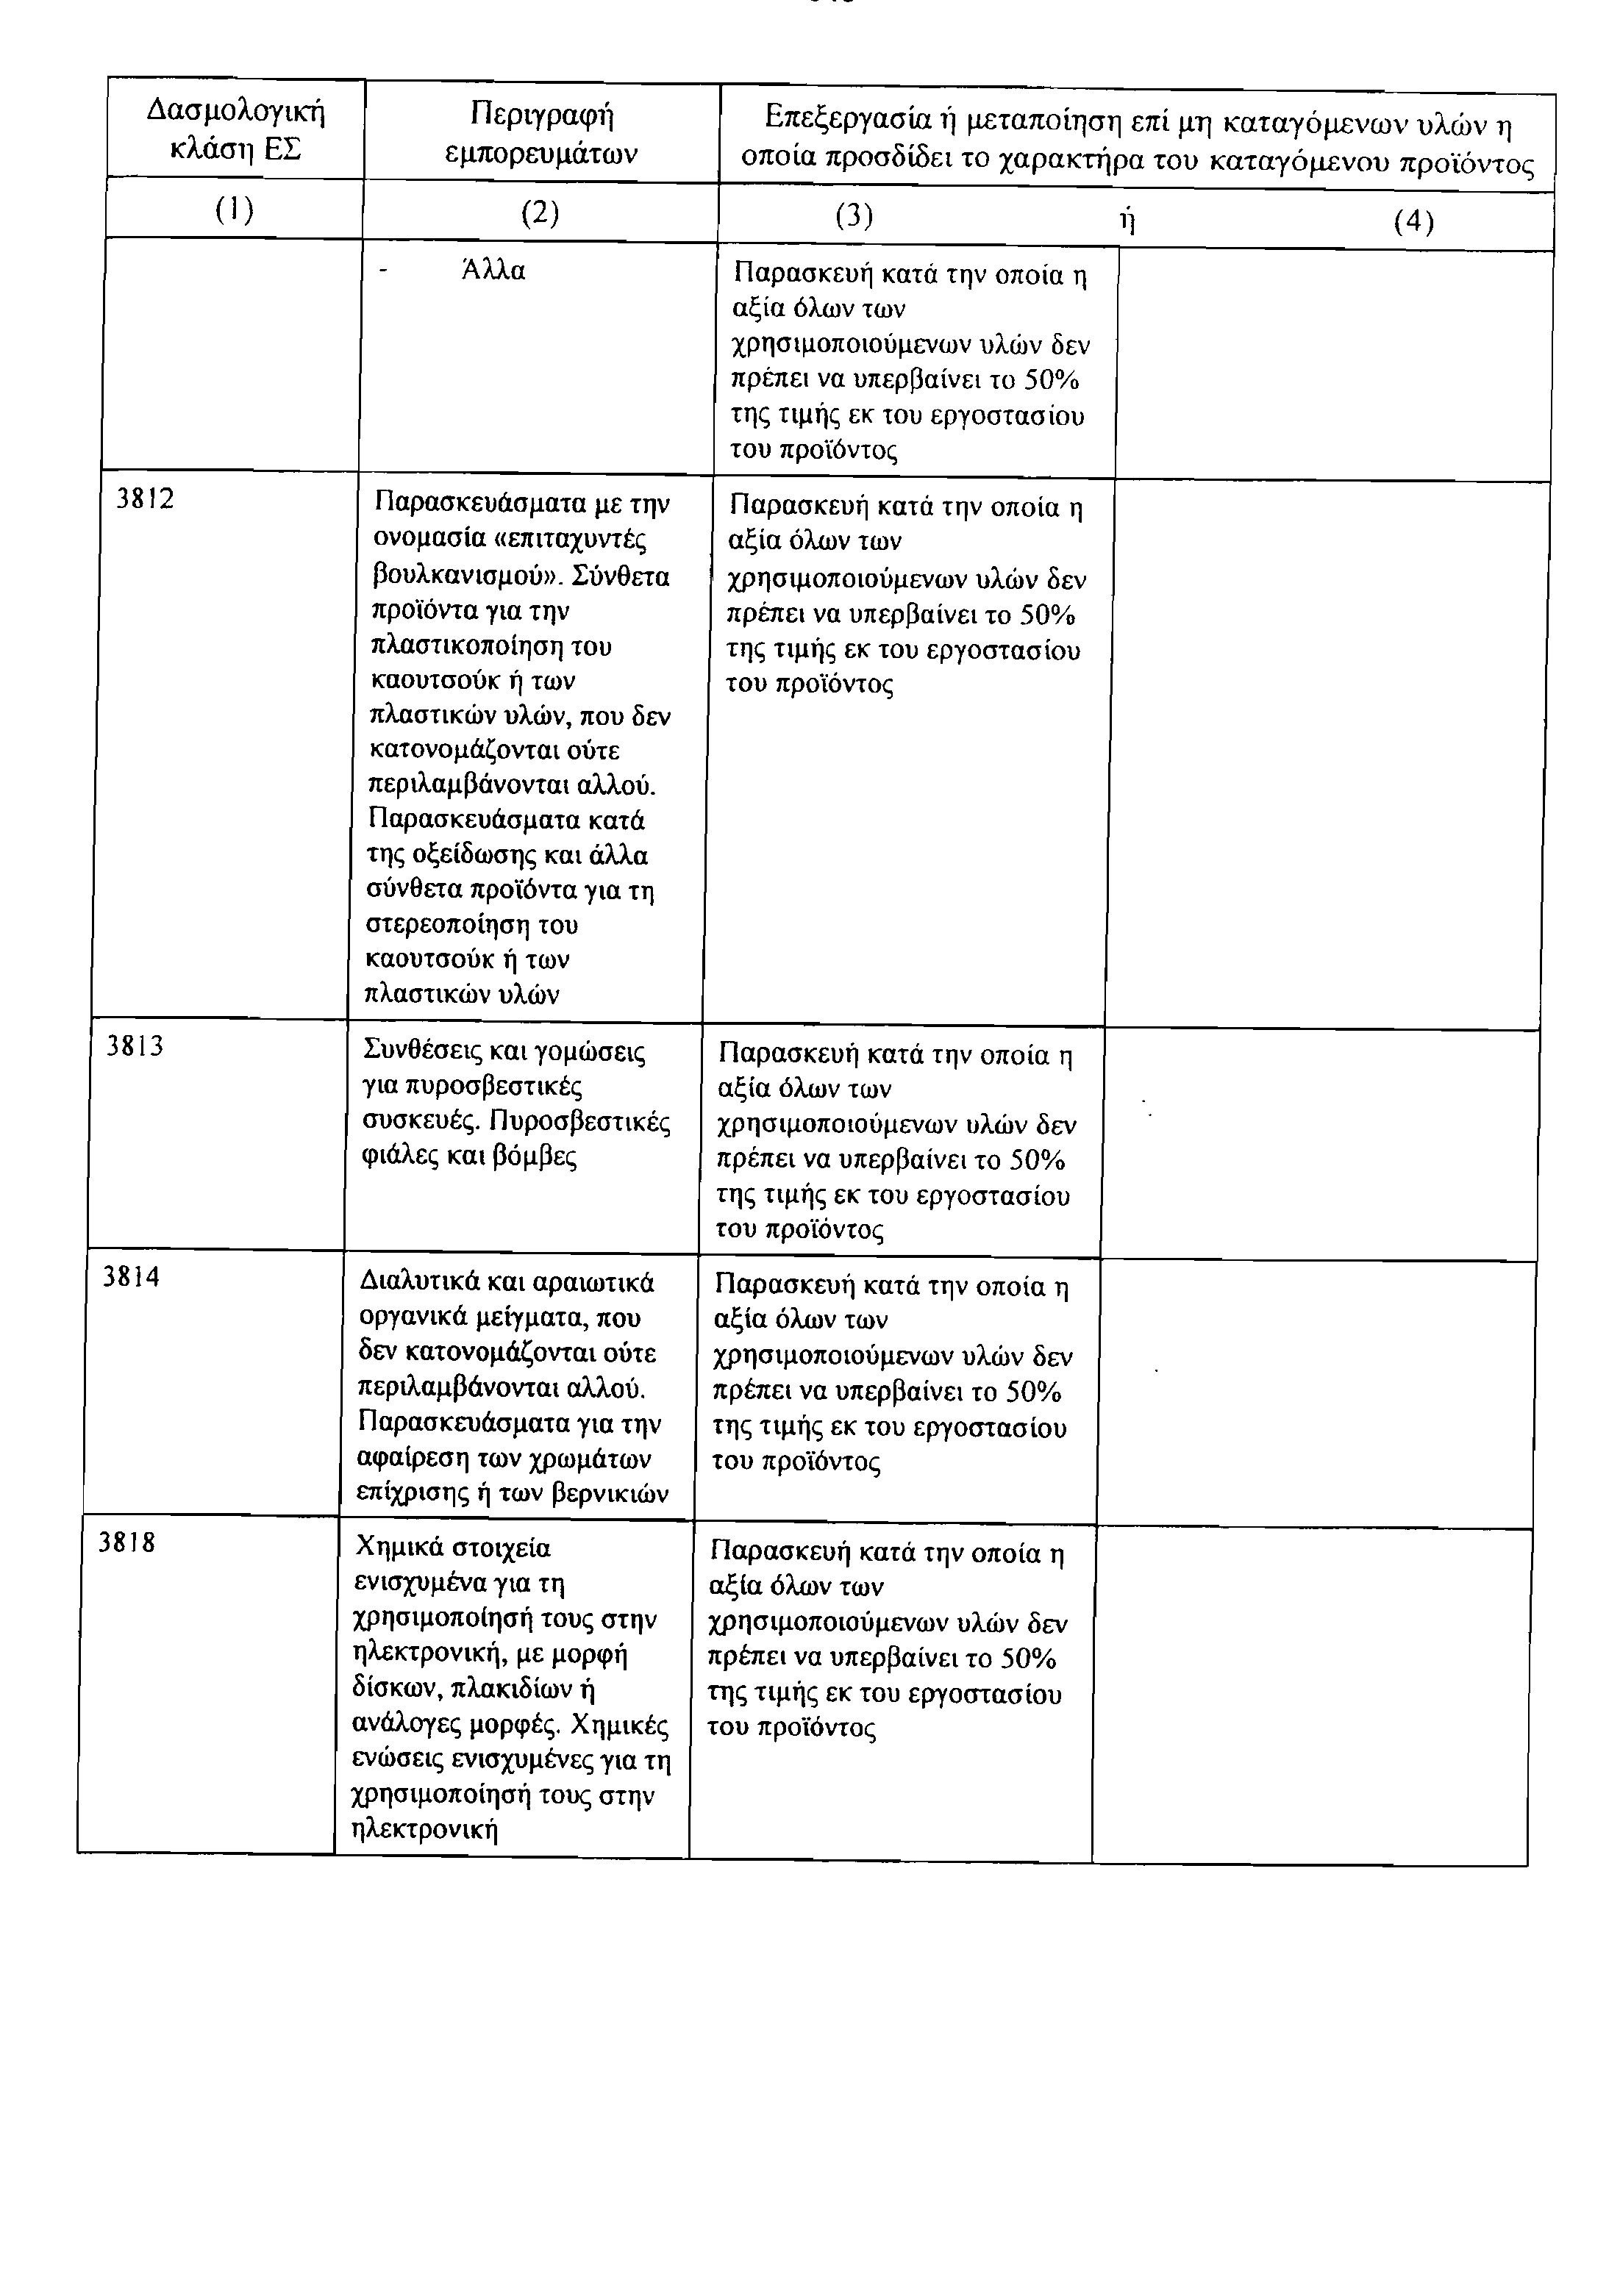 Δασμολογική
κλάση ΕΣ
Περιγραφή
εμπορευμάτων
Επεξεργασία ή μεταποίηση επί μη καταγόμενων υλών η
οποία προσδίδει το χαρακτήρα του καταγόμενου προϊόντος
(1)
(2)
(3) ή (4)
- Άλλα
Παρασκευή κατά την οποία η
αξία όλων των
χρησιμοποιούμενων υλών δεν
πρέπει να υπερβαίνει το 50%
της τιμής εκ του εργοστασίου
του προϊόντος
3812
Παρασκευάσματα με την
ονομασία «επιταχυντές
βουλκανισμού». Σύνθετα
προϊόντα για την
πλαστικοποίηση του
καουτσούκ ή των
πλαστικών υλών, που δεν
κατονομάζονται ούτε
περιλαμβάνονται αλλού.
Παρασκευάσματα κατά
της οξείδωσης και άλλα
σύνθετα προϊόντα για τη
στερεοποίηση του
καουτσούκ ή των
πλαστικών υλών
Παρασκευή κατά την οποία η
αξία όλων των
χρησιμοποιούμενων υλών δεν
πρέπει να υπερβαίνει το 50%
της τιμής εκ του εργοστασίου
του προϊόντος
3813
Συνθέσεις και γομώσεις
για πυροσβεστικές
συσκευές. Πυροσβεστικές
φιάλες και βόμβες
Παρασκευή κατά την οποία η
αξία όλων των
χρησιμοποιούμενων υλών δεν
πρέπει να υπερβαίνει το 50%
της τιμής εκ του εργοστασίου
του προϊόντος
3814
Διαλυτικά και αραιωτικά
οργανικά μείγματα, που
δεν κατονομάζονται ούτε
περιλαμβάνονται αλλού.
Παρασκευάσματα για την
αφαίρεση των χρωμάτων
επίχρισης ή των βερνικιών
Παρασκευή κατά την οποία η
αξία όλων των
χρησιμοποιούμενων υλών δεν
πρέπει να υπερβαίνει το 50%
της τιμής εκ του εργοστασίου
του προϊόντος
3818
Χημικά στοιχεία
ενισχυμένα για τη
χρησιμοποίησή τους στην
ηλεκτρονική, με μορφή
δίσκων, πλακιδίων ή
ανάλογες μορφές. Χημικές
ενώσεις ενισχυμένες για τη
χρησιμοποίησή τους στην
ηλεκτρονική
Παρασκευή κατά την οποία η
αξία όλων των
χρησιμοποιούμενων υλών δεν
πρέπει να υπερβαίνει το 50%
της τιμής εκ του εργοστασίου
του προϊόντος